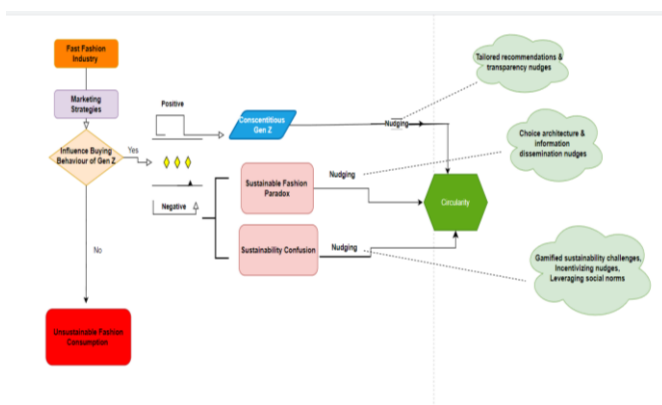 Fast Fashion
Industry
Marketing
Strategies
Influence Buying
Behaviour of Gen Z
Yes
No
Unsustainable Fashion
Consumption
Positive
Negative
Conscentitious
Gen Z
Sustainable Fashion
Paradox
Sustainability Confusion
Nudging
Nudging
Nudging
Circularity
Tailored recommendations &
transparency nudges
Choice architecture &
information
dissemination nudges
Gamified sustainability challenges,
Incentivizing nudges,
Leveraging social norms